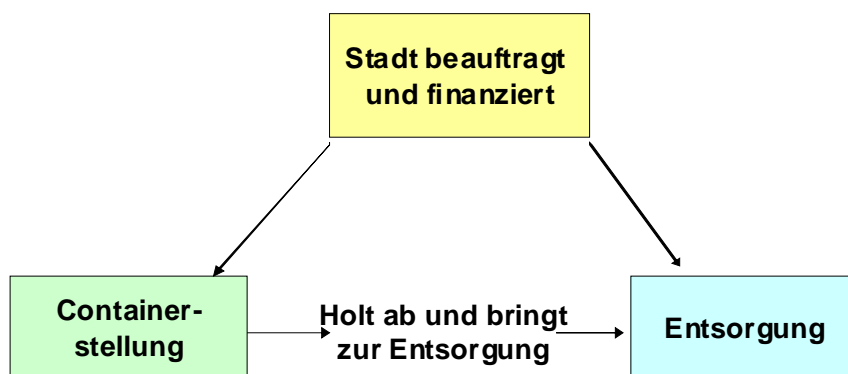 Stadt beauftragt
und finanziert
Container-
stellung
Holt ab und bringt
zur Entsorgung
Entsorgung